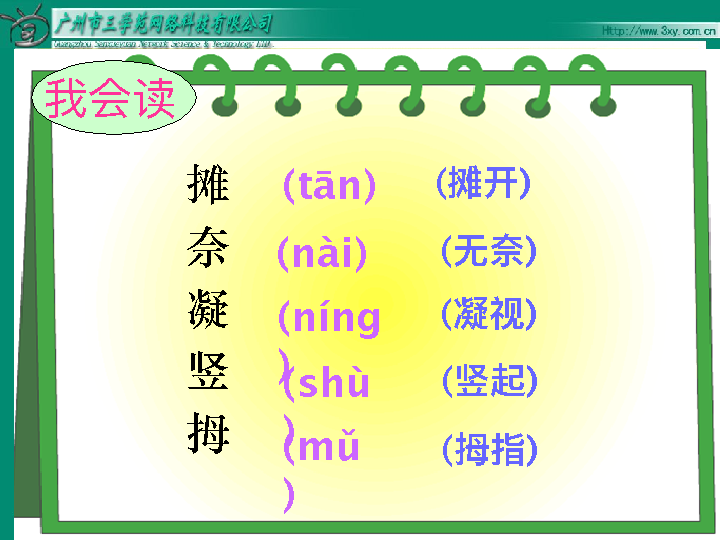 广州市三学苑网络科技有限公司
Guangzhou Sanxueyuan Network Science & Technology Ltd.
Http://www.3xy.com.cn
我会读
摊 (tān) (摊开)
奈 (nài) (无奈)
凝 (níng) (凝视)
竖 (shù) (竖起)
拇 (mǔ) (拇指)